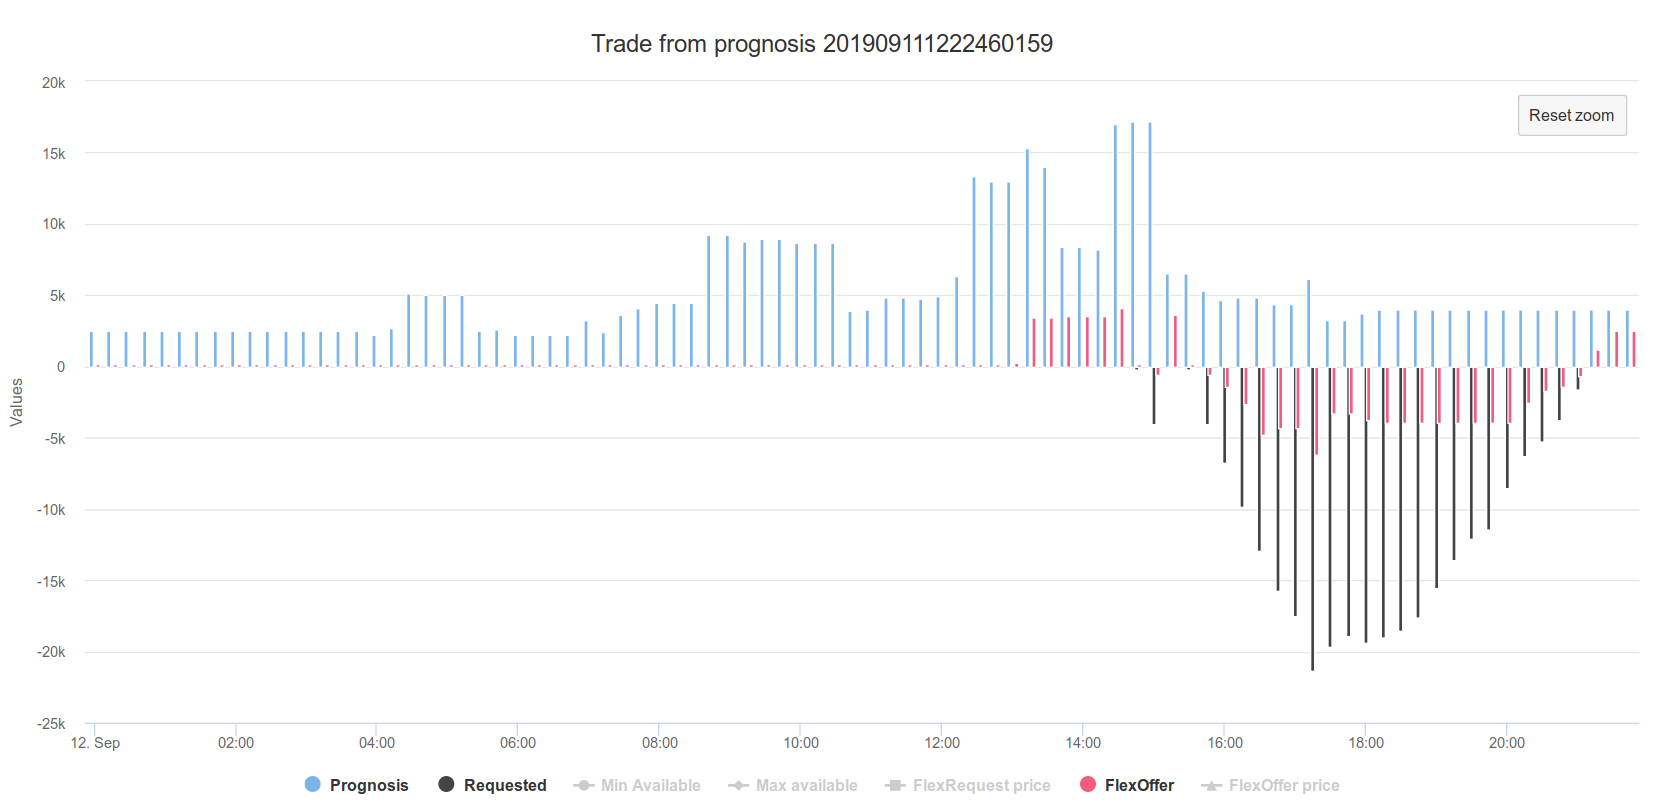 Trade from prognosis 201909111222460159
20k
Reset zoom
15k
10k
5k
0
Values
-5k
-10k
-15k
-20k
-25k
12. Sep 02:00 04:00 06:00 08:00 10:00 12:00 14:00 16:00 18:00 20:00
Prognosis Requested Min Available Max available FlexRequest price FlexOffer FlexOffer price